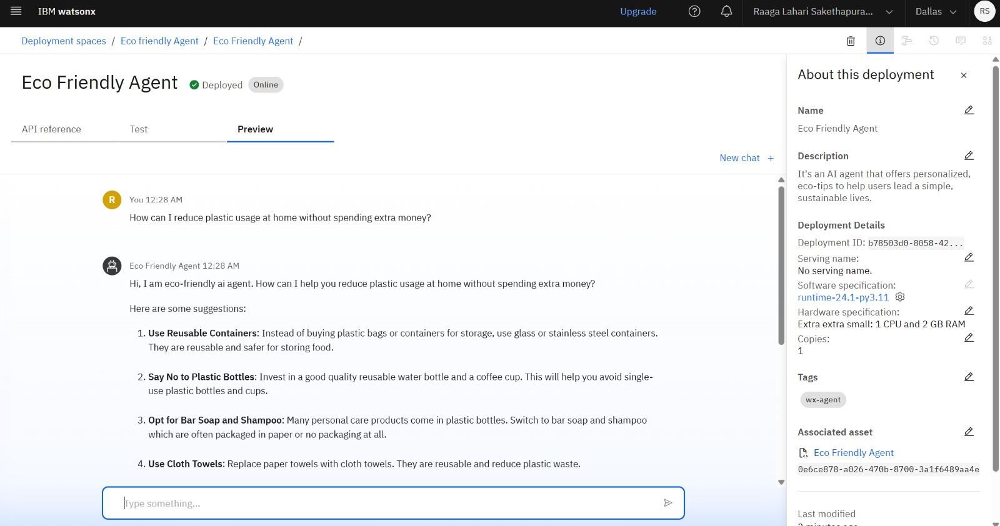 IBM watsonx
Upgrade
Raaga Lahari Sakethapura...
Dallas
RS
Deployment spaces / Eco friendly Agent / Eco Friendly Agent /
Eco Friendly Agent
Deployed
Online
API reference
Test
Preview
New chat +
R
You 12:28 AM
How can I reduce plastic usage at home without spending extra money?
Eco Friendly Agent 12:28 AM
Hi, I am eco-friendly ai agent. How can I help you reduce plastic usage at home without spending extra money?
Here are some suggestions:
1. Use Reusable Containers: Instead of buying plastic bags or containers for storage, use glass or stainless steel containers.
They are reusable and safer for storing food.
2. Say No to Plastic Bottles: Invest in a good quality reusable water bottle and a coffee cup. This will help you avoid single-
use plastic bottles and cups.
3. Opt for Bar Soap and Shampoo: Many personal care products come in plastic bottles. Switch to bar soap and shampoo
which are often packaged in paper or no packaging at all.
4. Use Cloth Towels: Replace paper towels with cloth towels. They are reusable and reduce plastic waste.
Type something...
About this deployment
Name
Eco Friendly Agent
Description
It's an AI agent that offers personalized,
eco-tips to help users lead a simple,
sustainable lives.
Deployment Details
Deployment ID: b78503d0-8058-42...
Serving name:
No serving name.
Software specification:
runtime-24.1-py3.11
Hardware specification:
Extra extra small: 1 CPU and 2 GB RAM
Copies:
1
Tags
wx-agent
Associated asset
Eco Friendly Agent
0e6ce878-a026-470b-8700-3a1f6489aa4e
Last modified
minutes ago